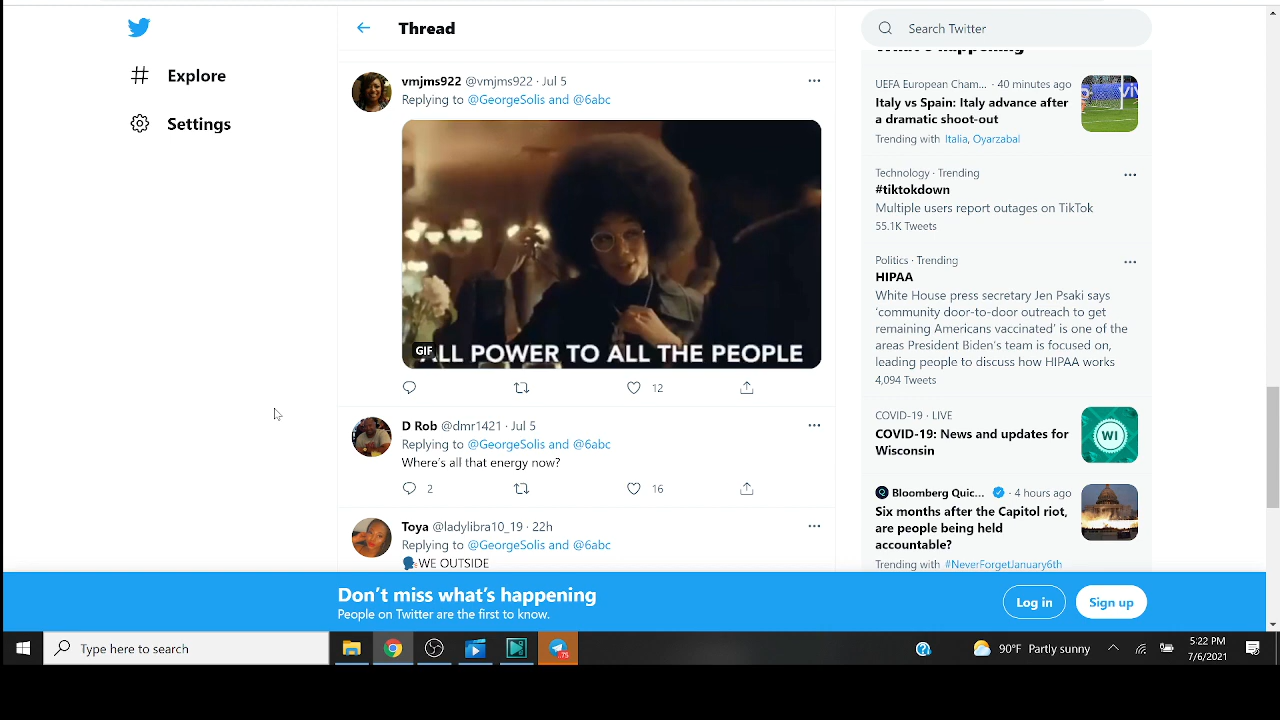 Explore
Settings
Thread
vmjms922 @vmjms922 · Jul 5
Replying to @GeorgeSolis and @6abc
GIF
ALL POWER TO ALL THE PEOPLE
12
D Rob @dmr1421 · Jul 5
Replying to @GeorgeSolis and @6abc
Where's all that energy now?
2
16
Toya @ladylibra10_19 · 22h
Replying to @GeorgeSolis and @6abc
WE OUTSIDE
Search Twitter
What's happening
UEFA European Cham... · 40 minutes ago
Italy vs Spain: Italy advance after
a dramatic shoot-out
Trending with Italia, Oyarzabal
Technology · Trending
#tiktokdown
Multiple users report outages on TikTok
55.1K Tweets
Politics · Trending
HIPAA
White House press secretary Jen Psaki says
‘community door-to-door outreach to get
remaining Americans vaccinated’ is one of the
areas President Biden's team is focused on,
leading people to discuss how HIPAA works
4,094 Tweets
COVID-19 · LIVE
COVID-19: News and updates for
Wisconsin
WI
Bloomberg Quic... · 4 hours ago
Six months after the Capitol riot,
are people being held
accountable?
Trending with #NeverForgetJanuary6th
Don't miss what's happening
People on Twitter are the first to know.
Log in
Sign up
Type here to search
90°F Partly sunny
5:22 PM
7/6/2021